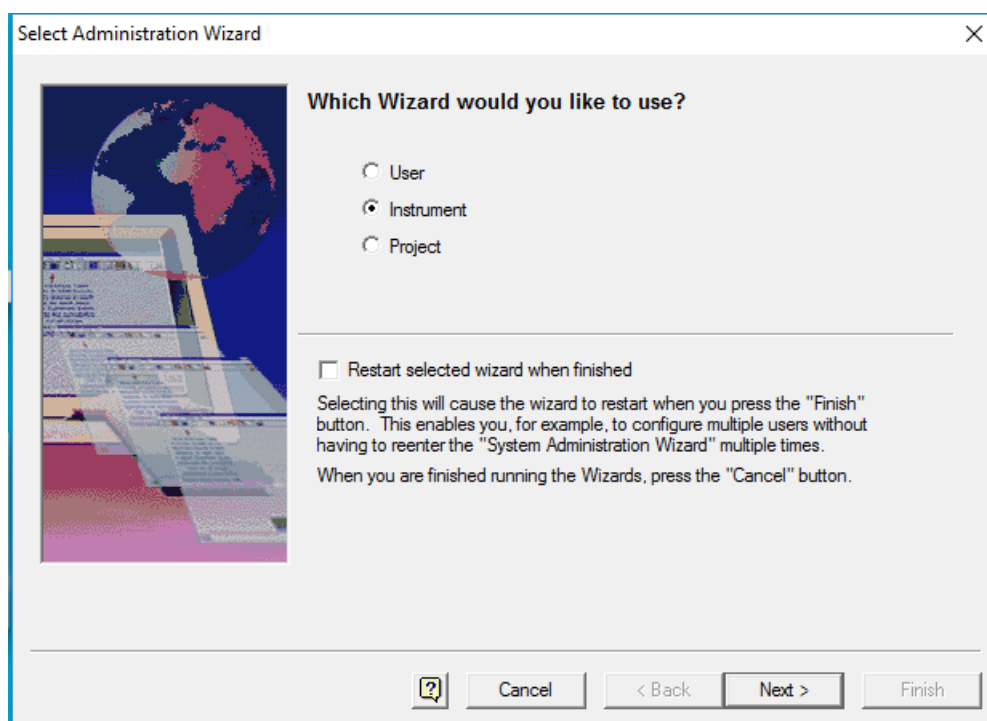 Select Administration Wizard
Which Wizard would you like to use?
User
Instrument
Project
Restart selected wizard when finished
Selecting this will cause the wizard to restart when you press the "Finish"
button. This enables you, for example, to configure multiple users without
having to reenter the "System Administration Wizard" multiple times.
When you are finished running the Wizards, press the "Cancel" button.
Cancel
< Back
Next >
Finish